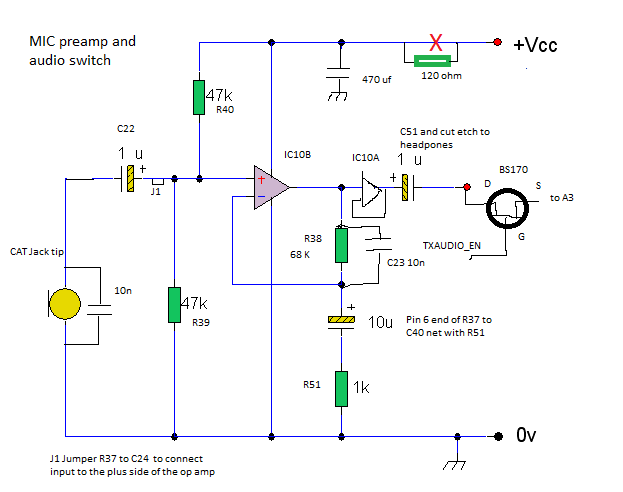 MIC preamp and
audio switch
+Vcc
X
470 uf
120 ohm
47k
R40
C22
1 u
+
J1
IC10B
+
-
IC10A
C51 and cut etch to
headpones
1 u
+
BS170
D
S
to A3
G
TXAUDIO_EN
R38
68 K
C23 10n
CAT Jack tip
10n
47k
R39
+
10u
Pin 6 end of R37 to
C40 net with R51
R51
1k
0v
J1 Jumper R37 to C24 to connect
input to the plus side of the op amp